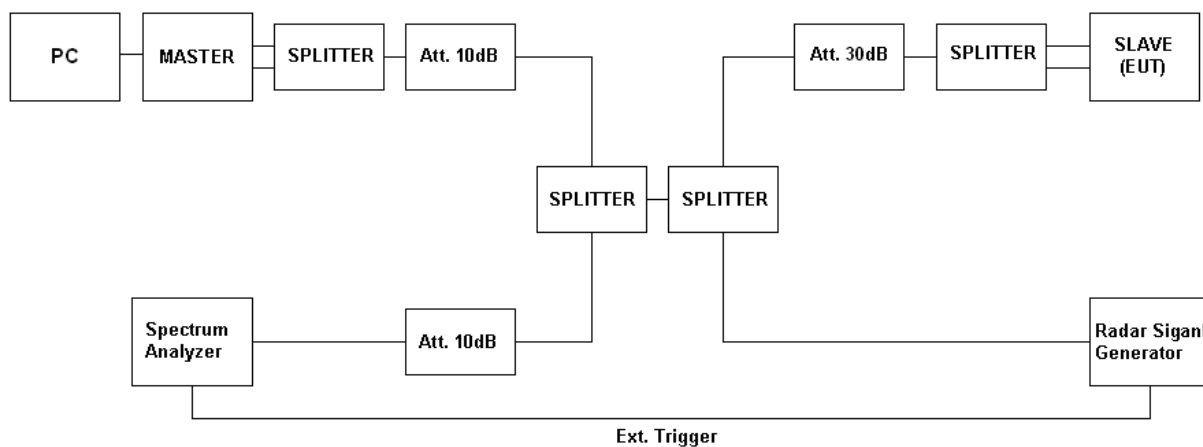 PC
MASTER
SPLITTER
Att. 10dB
Att. 30dB
SPLITTER
SLAVE
(EUT)
SPLITTER
SPLITTER
Spectrum
Analyzer
Att. 10dB
Radar Siganl
Generator
Ext. Trigger